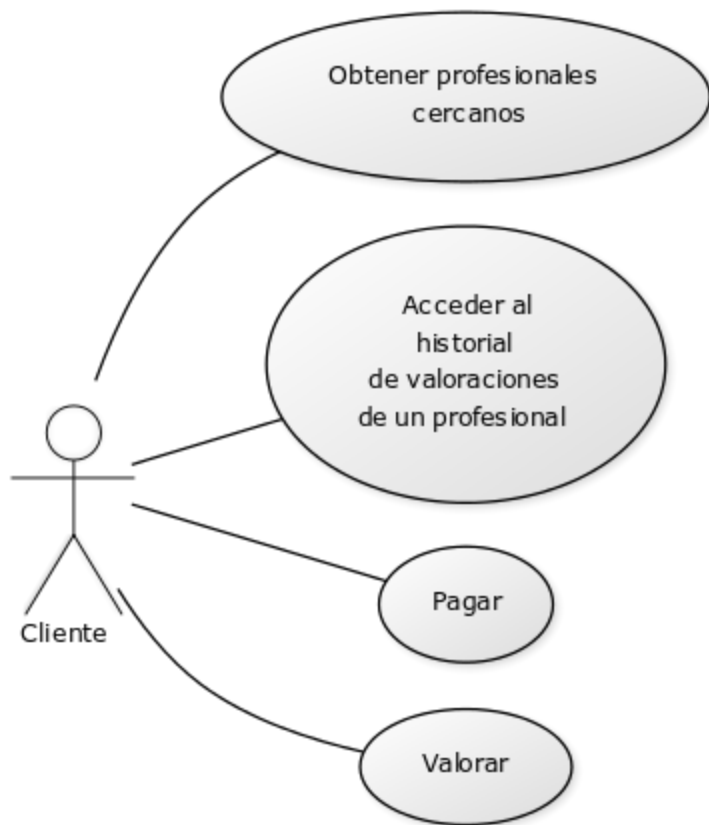 Obtener profesionales
cercanos
Acceder al
historial
de valoraciones
de un profesional
Pagar
Cliente
Valorar